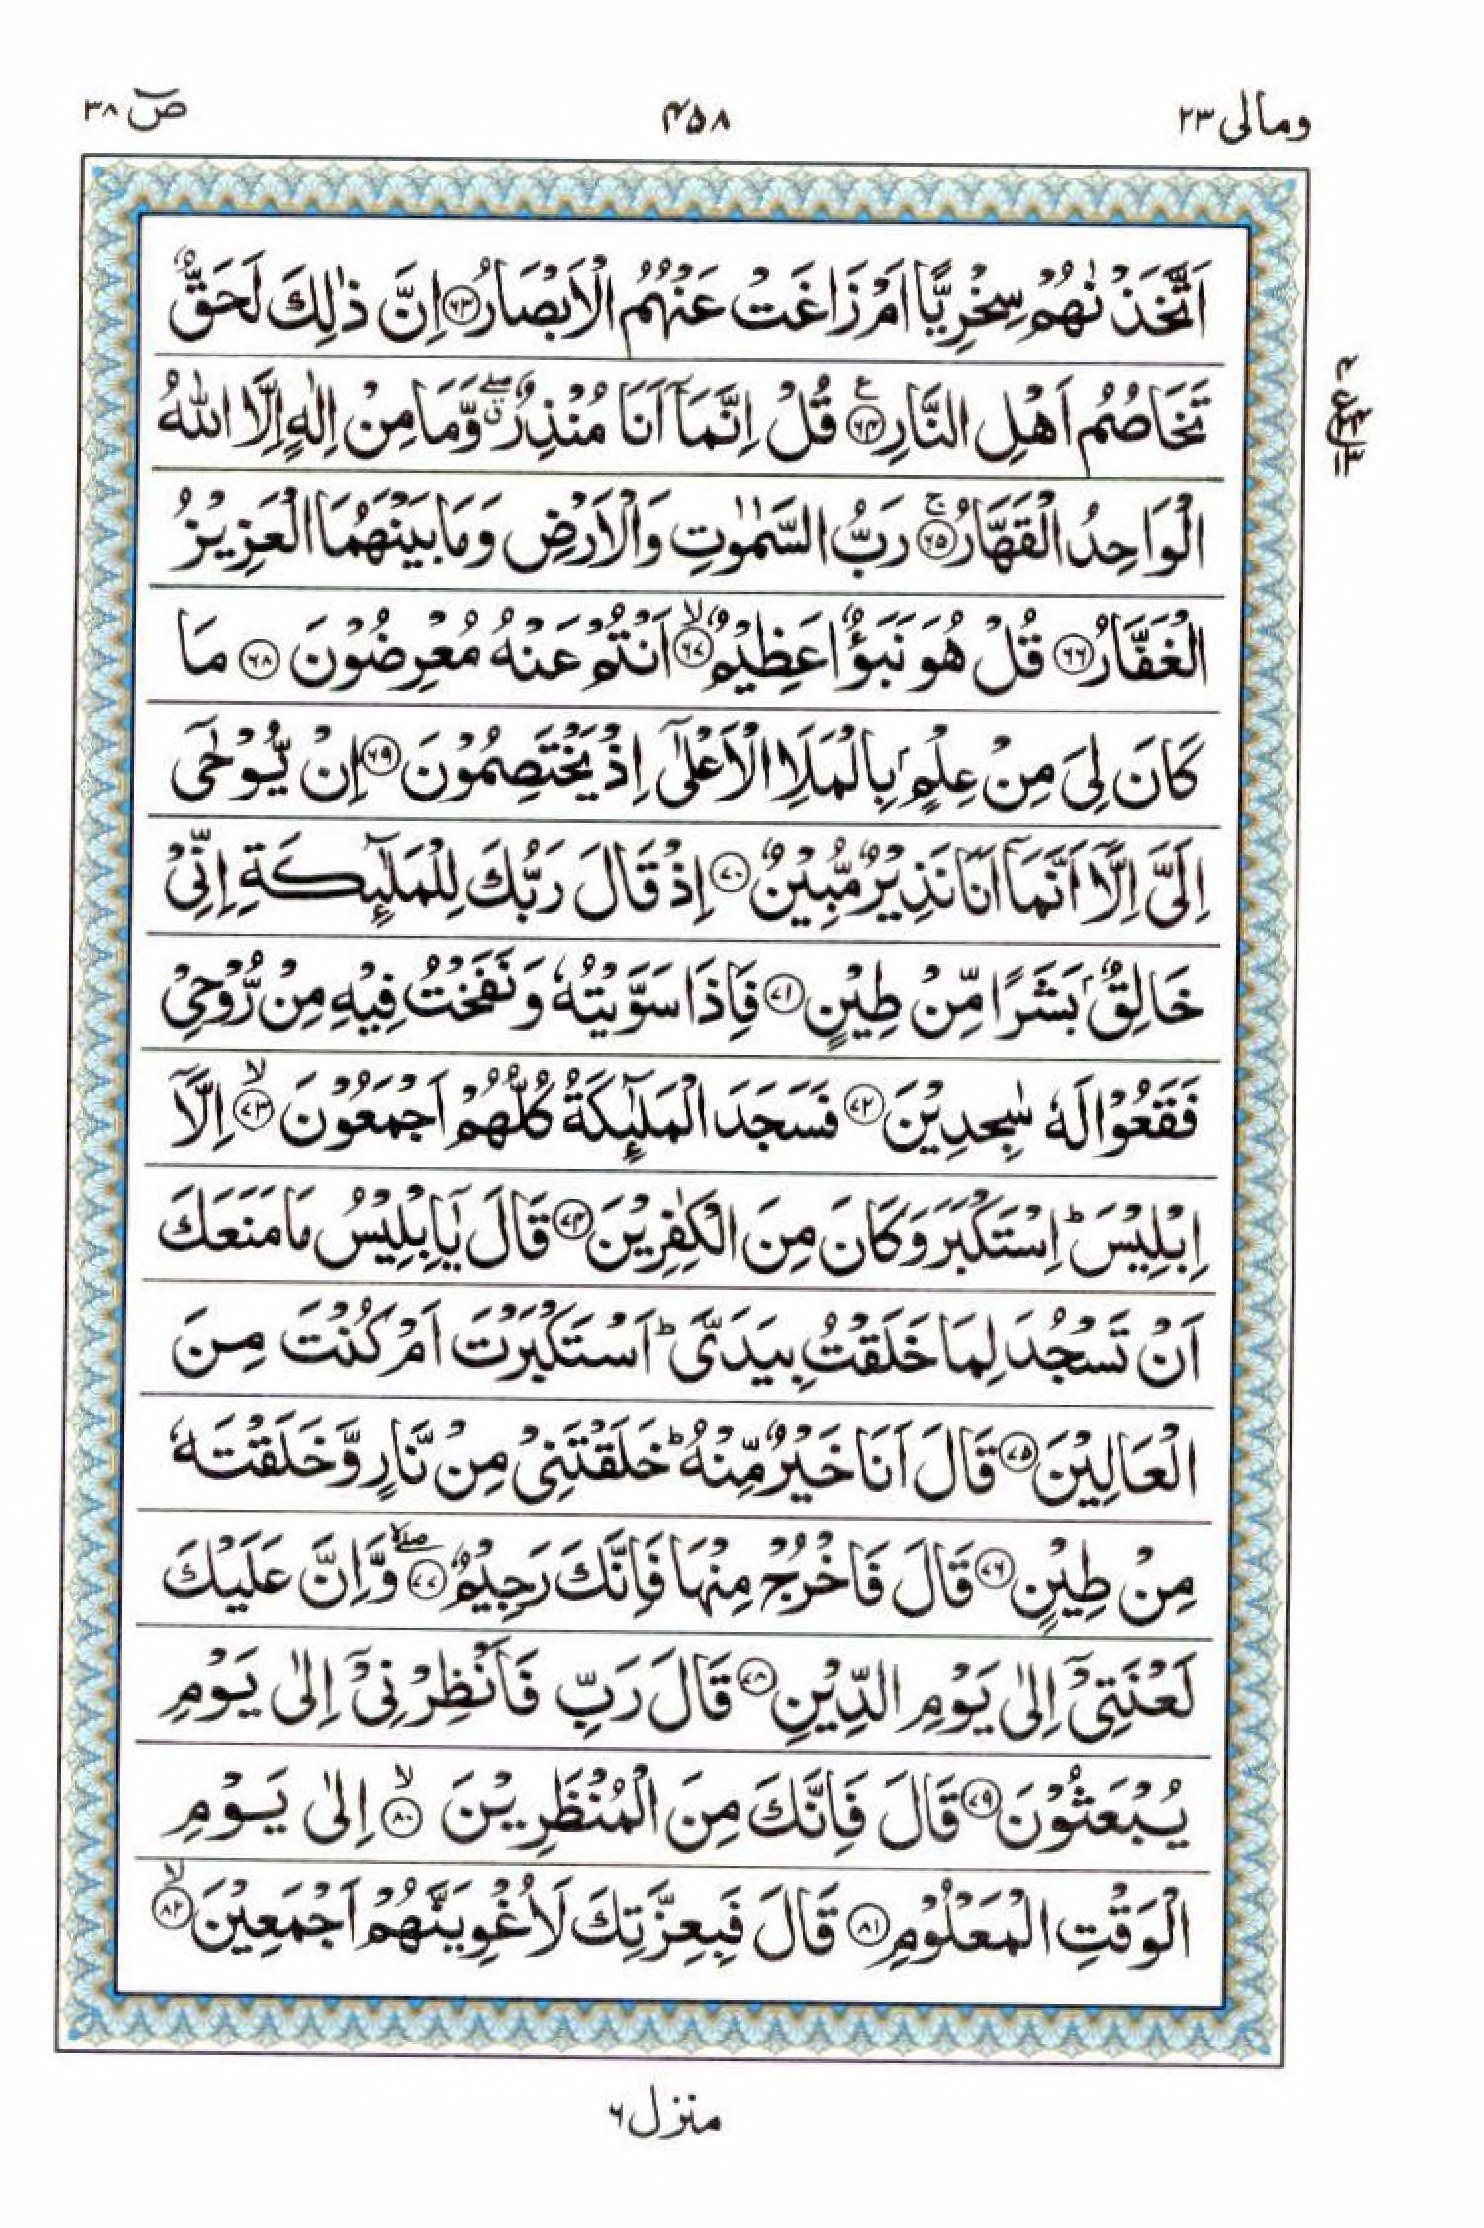 ومالی ۲۳
۴۵۸
صٓ ۳۸
اَتَّخَذْنٰهُمْ سِخْرِیًّا اَمْ زَاغَتْ عَنْهُمُ الْاَبْصَارُ ﴿۶۳﴾ اِنَّ ذٰلِكَ لَحَقٌّ
تَخَاصُمُ اَهْلِ النَّارِ ﴿۶۴﴾ۧ قُلْ اِنَّمَاۤ اَنَا مُنْذِرٌ ۖۗ وَّمَا مِنْ اِلٰهٍ اِلَّا اللّٰهُ
الْوَاحِدُ الْقَهَّارُ ﴿۶۵﴾ۚ رَبُّ السَّمٰوٰتِ وَالْاَرْضِ وَمَا بَیْنَهُمَا الْعَزِیْزُ
الْغَفَّارُ ﴿۶۶﴾ قُلْ هُوَ نَبَؤٌا عَظِیْمٌ ﴿۶۷﴾ۙ اَنْتُمْ عَنْهُ مُعْرِضُوْنَ ﴿۶۸﴾ مَا
كَانَ لِیَ مِنْ عِلْمٍۭ بِالْمَلَاِ الْاَعْلٰۤی اِذْ یَخْتَصِمُوْنَ ﴿۶۹﴾ اِنْ یُّوْحٰۤی
اِلَیَّ اِلَّاۤ اَنَّمَاۤ اَنَا نَذِیْرٌ مُّبِیْنٌ ﴿۷۰﴾ اِذْ قَالَ رَبُّكَ لِلْمَلٰٓىِٕكَةِ اِنِّیْ
خَالِقٌۢ بَشَرًا مِّنْ طِیْنٍ ﴿۷۱﴾ فَاِذَا سَوَّیْتُهٗ وَنَفَخْتُ فِیْهِ مِنْ رُّوْحِیْ
فَقَعُوْا لَهٗ سٰجِدِیْنَ ﴿۷۲﴾ فَسَجَدَ الْمَلٰٓىِٕكَةُ كُلُّهُمْ اَجْمَعُوْنَ ﴿۷۳﴾ۙ اِلَّاۤ
اِبْلِیْسَ ؕ اِسْتَكْبَرَ وَكَانَ مِنَ الْكٰفِرِیْنَ ﴿۷۴﴾ قَالَ یٰۤاِبْلِیْسُ مَا مَنَعَكَ
اَنْ تَسْجُدَ لِمَا خَلَقْتُ بِیَدَیَّ ؕ اَسْتَكْبَرْتَ اَمْ كُنْتَ مِنَ
الْعَالِیْنَ ﴿۷۵﴾ قَالَ اَنَا خَیْرٌ مِّنْهُ ؕ خَلَقْتَنِیْ مِنْ نَّارٍ وَّخَلَقْتَهٗ
مِنْ طِیْنٍ ﴿۷۶﴾ قَالَ فَاخْرُجْ مِنْهَا فَاِنَّكَ رَجِیْمٌ ﴿۷۷﴾ۖۙ وَّاِنَّ عَلَیْكَ
لَعْنَتِیْۤ اِلٰی یَوْمِ الدِّیْنِ ﴿۷۸﴾ قَالَ رَبِّ فَاَنْظِرْنِیْۤ اِلٰی یَوْمِ
یُبْعَثُوْنَ ﴿۷۹﴾ قَالَ فَاِنَّكَ مِنَ الْمُنْظَرِیْنَ ﴿۸۰﴾ۙ اِلٰی یَوْمِ
الْوَقْتِ الْمَعْلُوْمِ ﴿۸۱﴾ قَالَ فَبِعِزَّتِكَ لَاُغْوِیَنَّهُمْ اَجْمَعِیْنَ ﴿۸۲﴾ۙ
منزل ۶